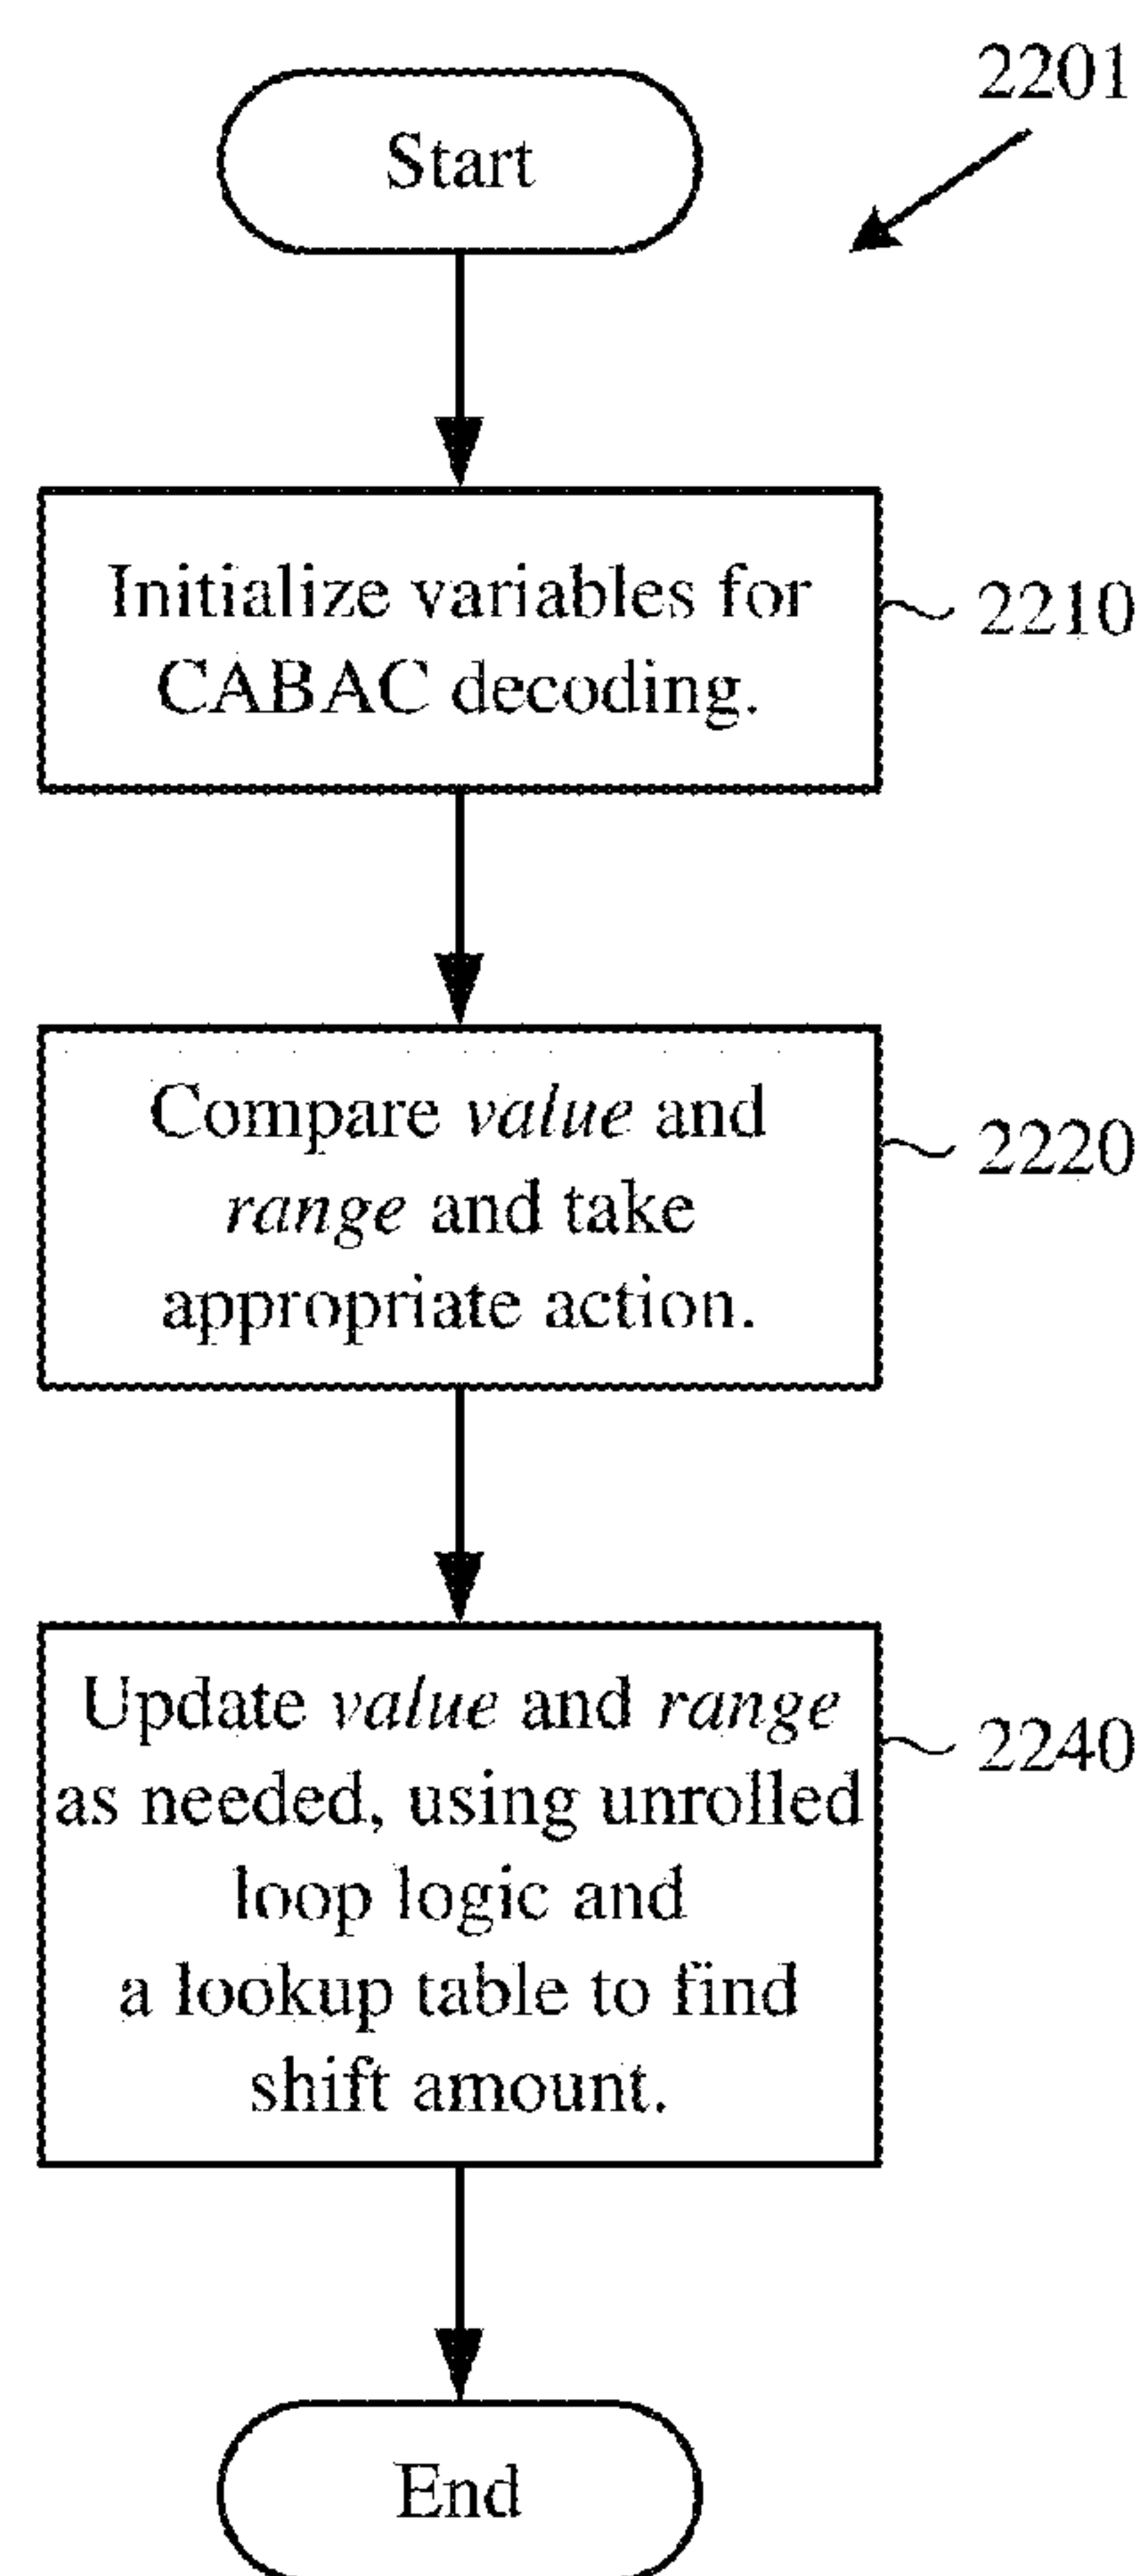 2201
Start
Initialize variables for
CABAC decoding.
2210
Compare value and
range and take
appropriate action.
2220
Update value and range
as needed, using unrolled
loop logic and
a lookup table to find
shift amount.
2240
End